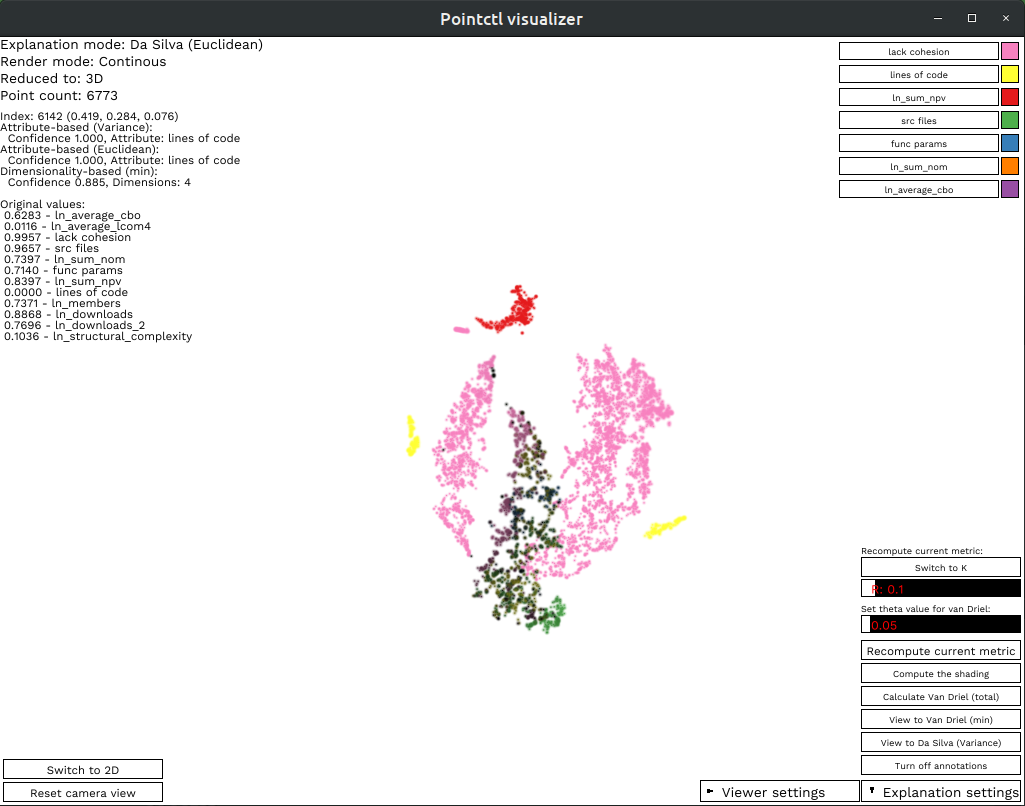 Pointctl visualizer
Explanation mode: Da Silva (Euclidean)
Render mode: Continous
Reduced to: 3D
Point count: 6773
Index: 6142 (0.419, 0.284, 0.076)
Attribute-based (Variance):
Confidence 1.000, Attribute: lines of code
Attribute-based (Euclidean):
Confidence 1.000, Attribute: lines of code
Dimensionality-based (min):
Confidence 0.885, Dimensions: 4
Original values:
0.6283 - ln_average_cbo
0.0116 - ln_average_lcom4
0.9957 - lack cohesion
0.9657 - src files
0.7397 - ln_sum_nom
0.7140 - func params
0.8397 - ln_sum_npv
0.0000 - lines of code
0.7371 - ln_members
0.8868 - ln_downloads
0.7696 - ln_downloads_2
0.1036 - ln_structural_complexity
lack cohesion
lines of code
ln_sum_npv
src files
func params
ln_sum_nom
ln_average_cbo
Recompute current metric:
Switch to K
R: 0.1
Set theta value for van Driel:
0.05
Recompute current metric
Compute the shading
Calculate Van Driel (total)
View to Van Driel (min)
View to Da Silva (Variance)
Turn off annotations
Switch to 2D
Reset camera view
Viewer settings
Explanation settings